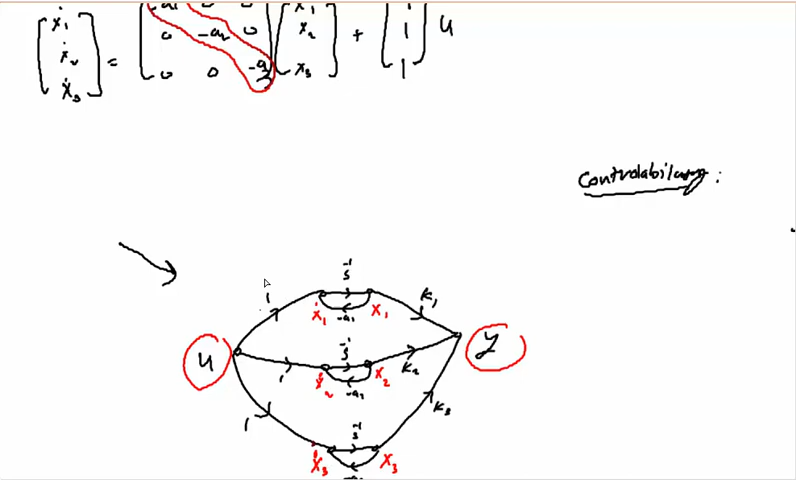 ẋ₁ -a₁ 0 0 x₁ 1
ẋ₂ = 0 -a₂ 0 x₂ + 1 u
ẋ₃ 0 0 -a₃ x₃ 1
Controlabil

s⁻¹
1 ẋ₁ -a₁ x₁ K₁
s⁻¹
u 1 ẋ₂ -a₂ x₂ K₂ y
1 K₃
s⁻¹
ẋ₃ x₃